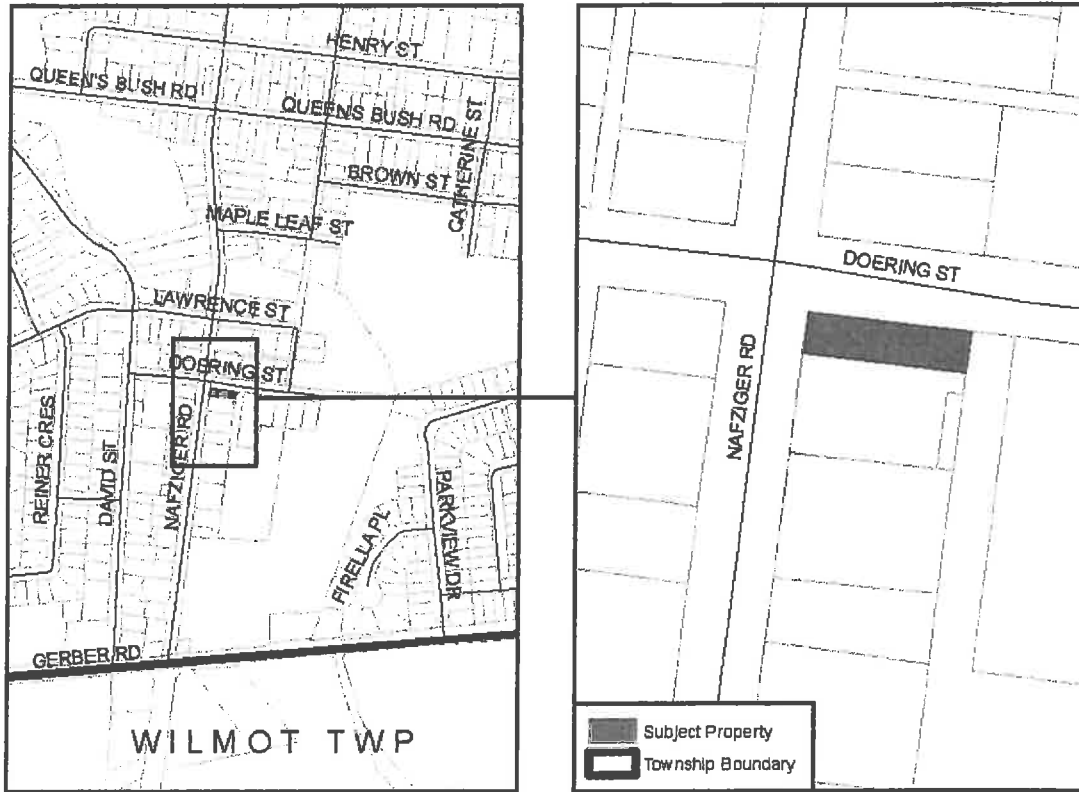 HENRY ST
QUEEN'S BUSH RD
QUEEN'S BUSH RD
CATHERINE ST
BROWN ST
MAPLE LEAF ST
LAWRENCE ST
DOERING ST
REINER CRES
DAVID ST
NAFZIGER RD
PARKVIEW DR
FIRELLA PL
GERBER RD
WILMOT TWP
DOERING ST
NAFZIGER RD
Subject Property
Township Boundary